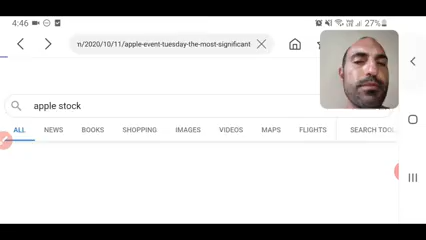 4:46
27%
n/2020/10/11/apple-event-tuesday-the-most-significant
apple stock
ALL NEWS BOOKS SHOPPING IMAGES VIDEOS MAPS FLIGHTS SEARCH TOOL